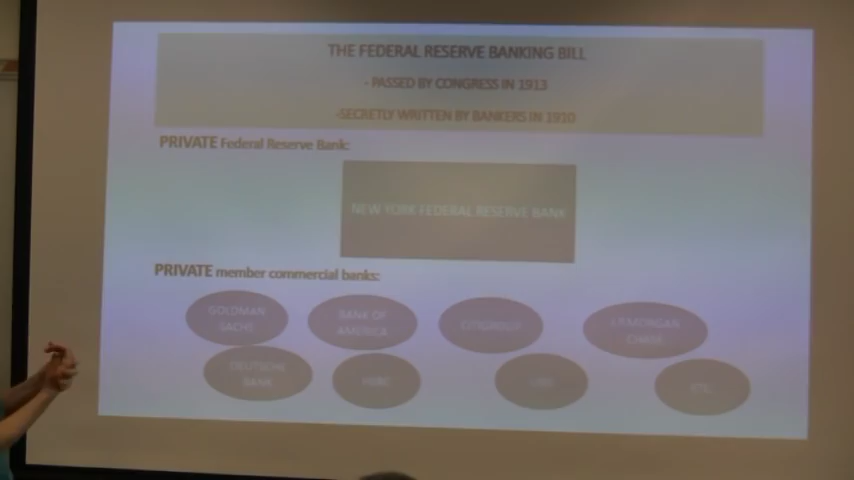 THE FEDERAL RESERVE BANKING BILL
- PASSED BY CONGRESS IN 1913
-SECRETLY WRITTEN BY BANKERS IN 1910
PRIVATE Federal Reserve Bank:
NEW YORK FEDERAL RESERVE BANK
PRIVATE member commercial banks:
GOLDMAN
SACHS
BANK OF
AMERICA
CITIGROUP
J.P.MORGAN
CHASE
DEUTSCHE
BANK
HSBC